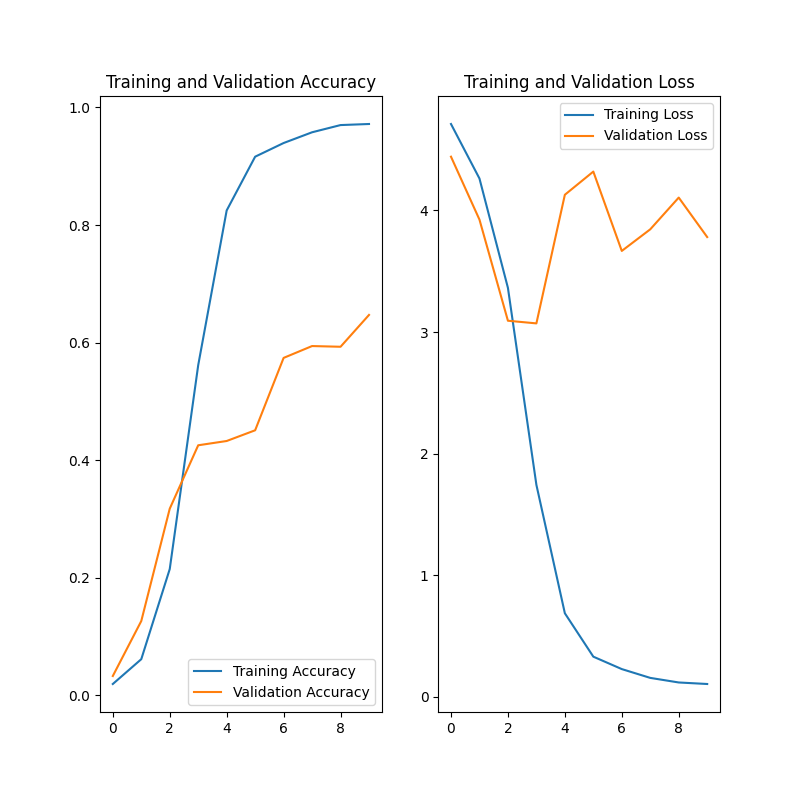 Training and Validation Accuracy
1.0
0.8
0.6
0.4
0.2
0.0
Training Accuracy
Validation Accuracy
0 2 4 6 8
Training and Validation Loss
Training Loss
Validation Loss
4
3
2
1
0
0 2 4 6 8